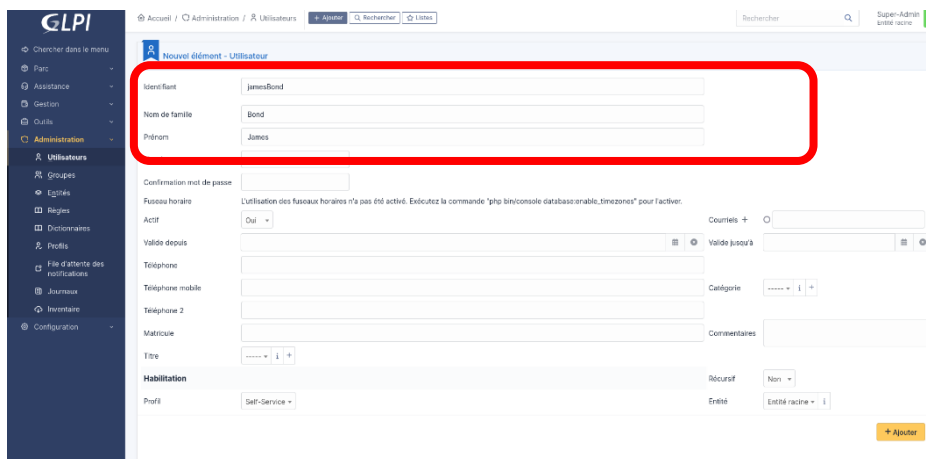 GLPI
Accueil / Administration / Utilisateurs + Ajouter Rechercher Listes
Rechercher
Super-Admin
Entité racine
Chercher dans le menu
Parc
Assistance
Gestion
Outils
Administration
Utilisateurs
Groupes
Entités
Règles
Dictionnaires
Profils
File d'attente des
notifications
Journaux
Inventaire
Configuration
Nouvel élément - Utilisateur
Identifiant jamesBond
Nom de famille Bond
Prénom James
Confirmation mot de passe
Fuseau horaire L'utilisation des fuseaux horaires n'a pas été activé. Exécutez la commande "php bin/console database:enable_timezones" pour l'activer.
Actif Oui Courriels +
Valide depuis Valide jusqu'à
Téléphone
Téléphone mobile Catégorie ----- i +
Téléphone 2
Matricule Commentaires
Titre ----- i +
Habilitation Récursif Non
Profil Self-Service Entité Entité racine i
+ Ajouter